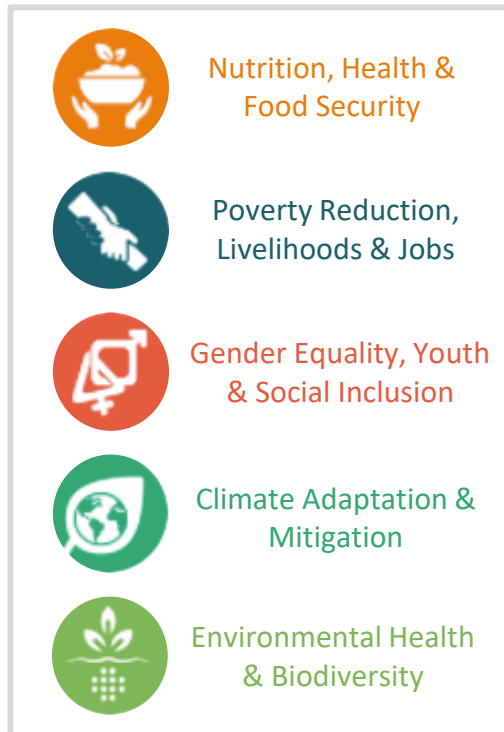 Nutrition, Health &
Food Security
Poverty Reduction,
Livelihoods & Jobs
Gender Equality, Youth
& Social Inclusion
Climate Adaptation &
Mitigation
Environmental Health
& Biodiversity